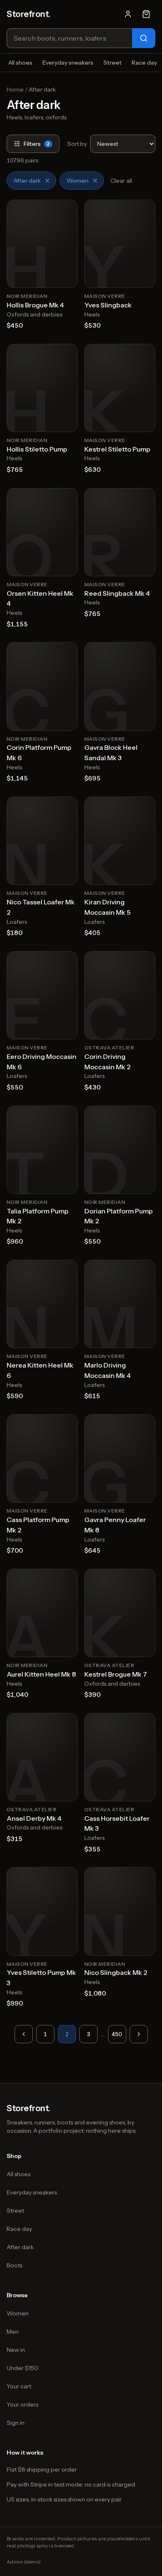 Storefront.
Search boots, runners, loafers
All shoes Everyday sneakers Street Race day
Home / After dark
After dark
Heels, loafers, oxfords
Filters 2 Sort by Newest
10796 pairs
After dark × Women × Clear all
H Y
NOIR MERIDIAN MAISON VERRE
Hollis Brogue Mk 4 Yves Slingback
Oxfords and derbies Heels
$450 $530
H K
NOIR MERIDIAN MAISON VERRE
Hollis Stiletto Pump Kestrel Stiletto Pump
Heels Heels
$765 $630
O R
MAISON VERRE MAISON VERRE
Orsen Kitten Heel Mk 4 Reed Slingback Mk 4
Heels Heels
$1,155 $765
C G
NOIR MERIDIAN MAISON VERRE
Corin Platform Pump Mk 6 Gavra Block Heel Sandal Mk 3
Heels Heels
$1,145 $695
N K
MAISON VERRE MAISON VERRE
Nico Tassel Loafer Mk 2 Kiran Driving Moccasin Mk 5
Loafers Loafers
$180 $405
E C
MAISON VERRE OSTRAVA ATELIER
Eero Driving Moccasin Mk 6 Corin Driving Moccasin Mk 2
Loafers Loafers
$550 $430
T D
NOIR MERIDIAN NOIR MERIDIAN
Talia Platform Pump Mk 2 Dorian Platform Pump Mk 2
Heels Heels
$960 $550
N M
MAISON VERRE MAISON VERRE
Nerea Kitten Heel Mk 6 Marlo Driving Moccasin Mk 4
Heels Loafers
$590 $615
C G
MAISON VERRE MAISON VERRE
Cass Platform Pump Mk 2 Gavra Penny Loafer Mk 8
Heels Loafers
$700 $645
A K
NOIR MERIDIAN OSTRAVA ATELIER
Aurel Kitten Heel Mk 8 Kestrel Brogue Mk 7
Heels Oxfords and derbies
$1,040 $390
A C
OSTRAVA ATELIER OSTRAVA ATELIER
Ansel Derby Mk 4 Cass Horsebit Loafer Mk 3
Oxfords and derbies Loafers
$315 $355
Y N
MAISON VERRE NOIR MERIDIAN
Yves Stiletto Pump Mk 3 Nico Slingback Mk 2
Heels Heels
$990 $1,080
1 2 3 … 450
Storefront.
Sneakers, runners, boots and evening shoes, by
occasion. A portfolio project: nothing here ships.
Shop
All shoes
Everyday sneakers
Street
Race day
After dark
Boots
Browse
Women
Men
New in
Under $150
Your cart
Your orders
Sign in
How it works
Flat $8 shipping per order
Pay with Stripe in test mode: no card is charged
US sizes, in-stock sizes shown on every pair
Brands are invented. Product pictures are placeholders until
real photography is licensed.
Admin (demo)